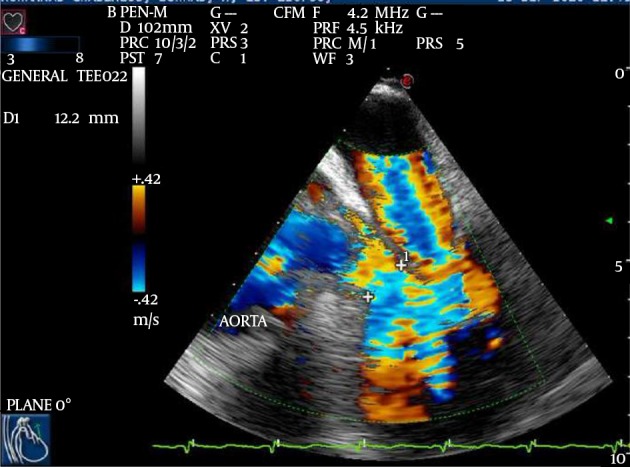 B PEN-M G --- CFM F 4.2 MHz G ---
D 102mm XV 2 PRF 4.5 kHz
PRC 10/3/2 PRS 3 PRC M/1 PRS 5
PST 7 C 1 WF 3
3 8
GENERAL TEE022
0
D1 12.2 mm
+.42
1
5
-.42
m/s
AORTA
PLANE 0°
10